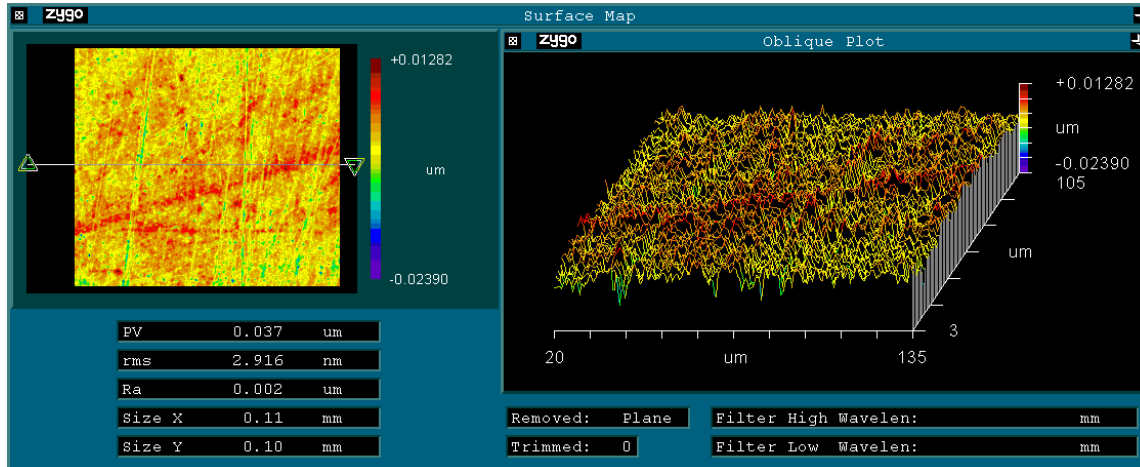 zygo Surface Map
+0.01282
um
-0.02390
PV 0.037 um
rms 2.916 nm
Ra 0.002 um
Size X 0.11 mm
Size Y 0.10 mm
zygo Oblique Plot
+0.01282
um
-0.02390
105
um
3
20 um 135
Removed: Plane
Trimmed: 0
Filter High Wavelen: mm
Filter Low Wavelen: mm